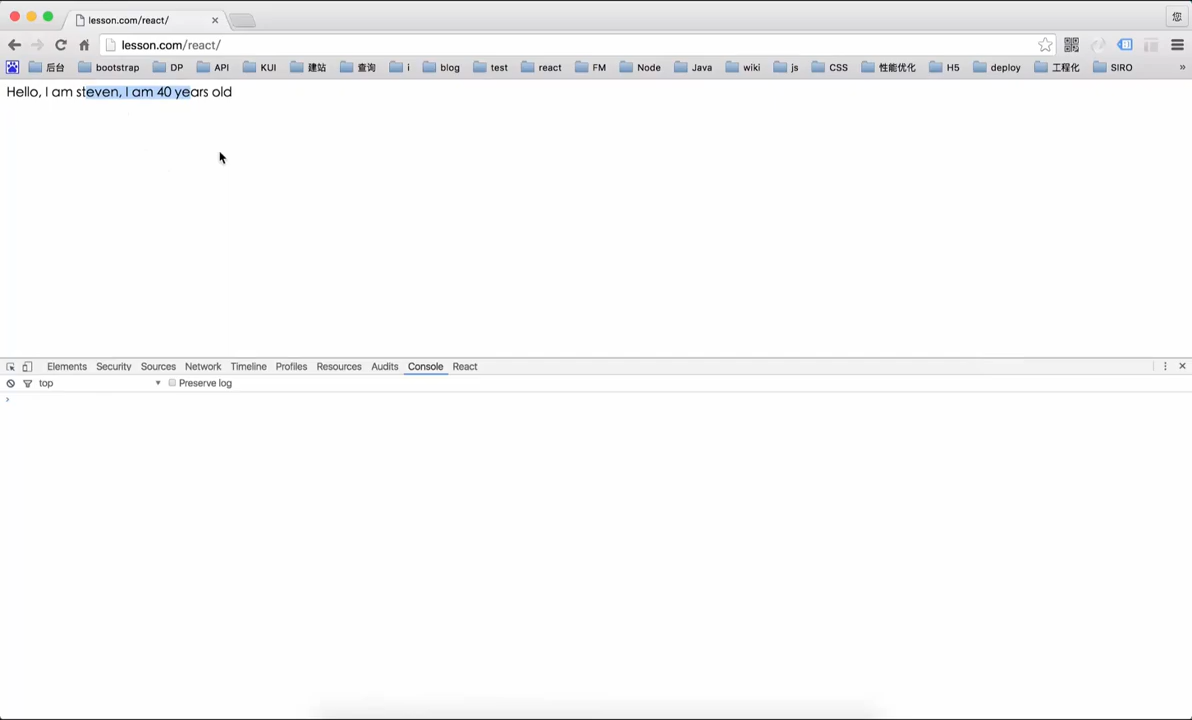 lesson.com/react/
您
lesson.com/react/
后台 bootstrap DP API KUI 建站 查询 i blog test react FM Node Java wiki js CSS 性能优化 H5 deploy 工程化 SIRO »
Hello, I am steven, I am 40 years old
Elements Security Sources Network Timeline Profiles Resources Audits Console React
top Preserve log